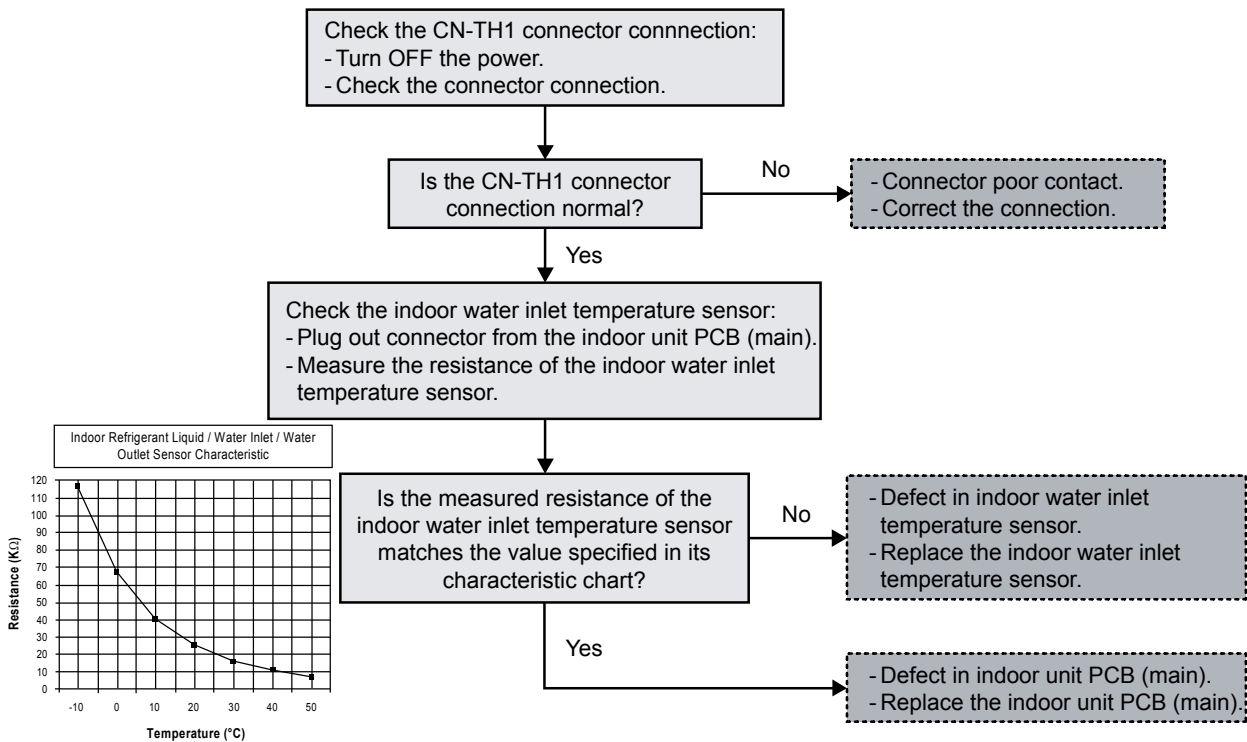 Check the CN-TH1 connector connnection:
- Turn OFF the power.
- Check the connector connection.
Is the CN-TH1 connector
connection normal?
No
- Connector poor contact.
- Correct the connection.
Yes
Check the indoor water inlet temperature sensor:
- Plug out connector from the indoor unit PCB (main).
- Measure the resistance of the indoor water inlet
temperature sensor.
Indoor Refrigerant Liquid / Water Inlet / Water
Outlet Sensor Characteristic
Resistance (KΩ)
120
110
100
90
80
70
60
50
40
30
20
10
0
-10 0 10 20 30 40 50
Temperature (°C)
Is the measured resistance of the
indoor water inlet temperature sensor
matches the value specified in its
characteristic chart?
No
- Defect in indoor water inlet
temperature sensor.
- Replace the indoor water inlet
temperature sensor.
Yes
- Defect in indoor unit PCB (main).
- Replace the indoor unit PCB (main).